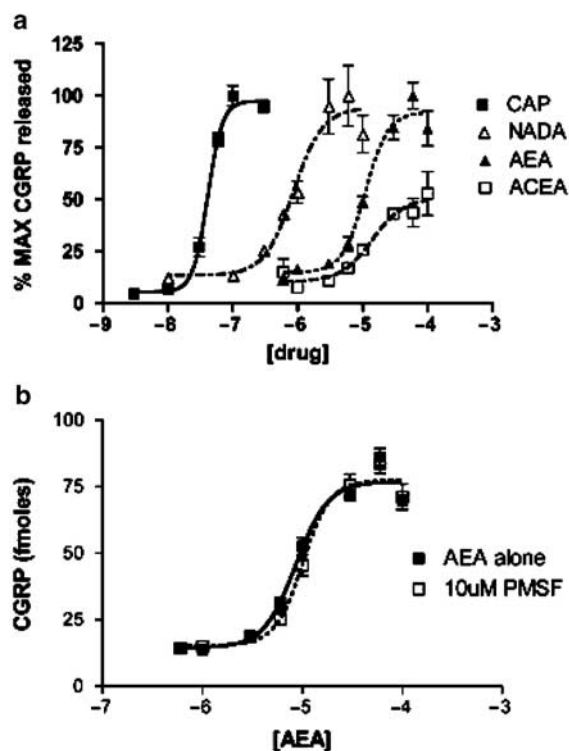 a
% MAX CGRP released
125
100
75
50
25
0
-9
-8
-7
-6
-5
-4
-3
[drug]
CAP
NADA
AEA
ACEA
b
CGRP (fmoles)
100
75
50
25
0
-7
-6
-5
-4
-3
[AEA]
AEA alone
10uM PMSF